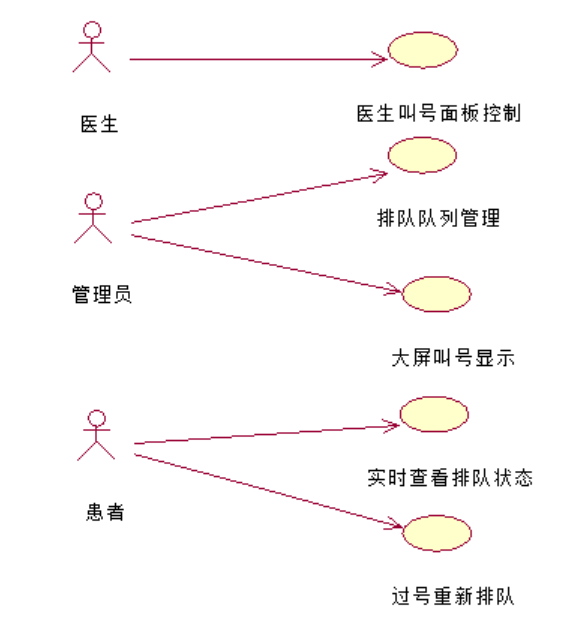 医生
医生叫号面板控制
排队队列管理
管理员
大屏叫号显示
实时查看排队状态
患者
过号重新排队